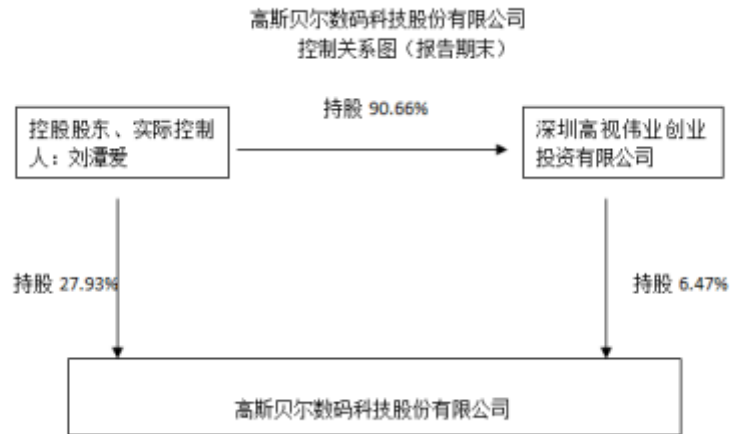 高斯贝尔数码科技股份有限公司
控制关系图（报告期末）
持股 90.66%
控股股东、实际控制
人：刘潭爱
深圳高视伟业创业
投资有限公司
持股 27.93%
持股 6.47%
高斯贝尔数码科技股份有限公司